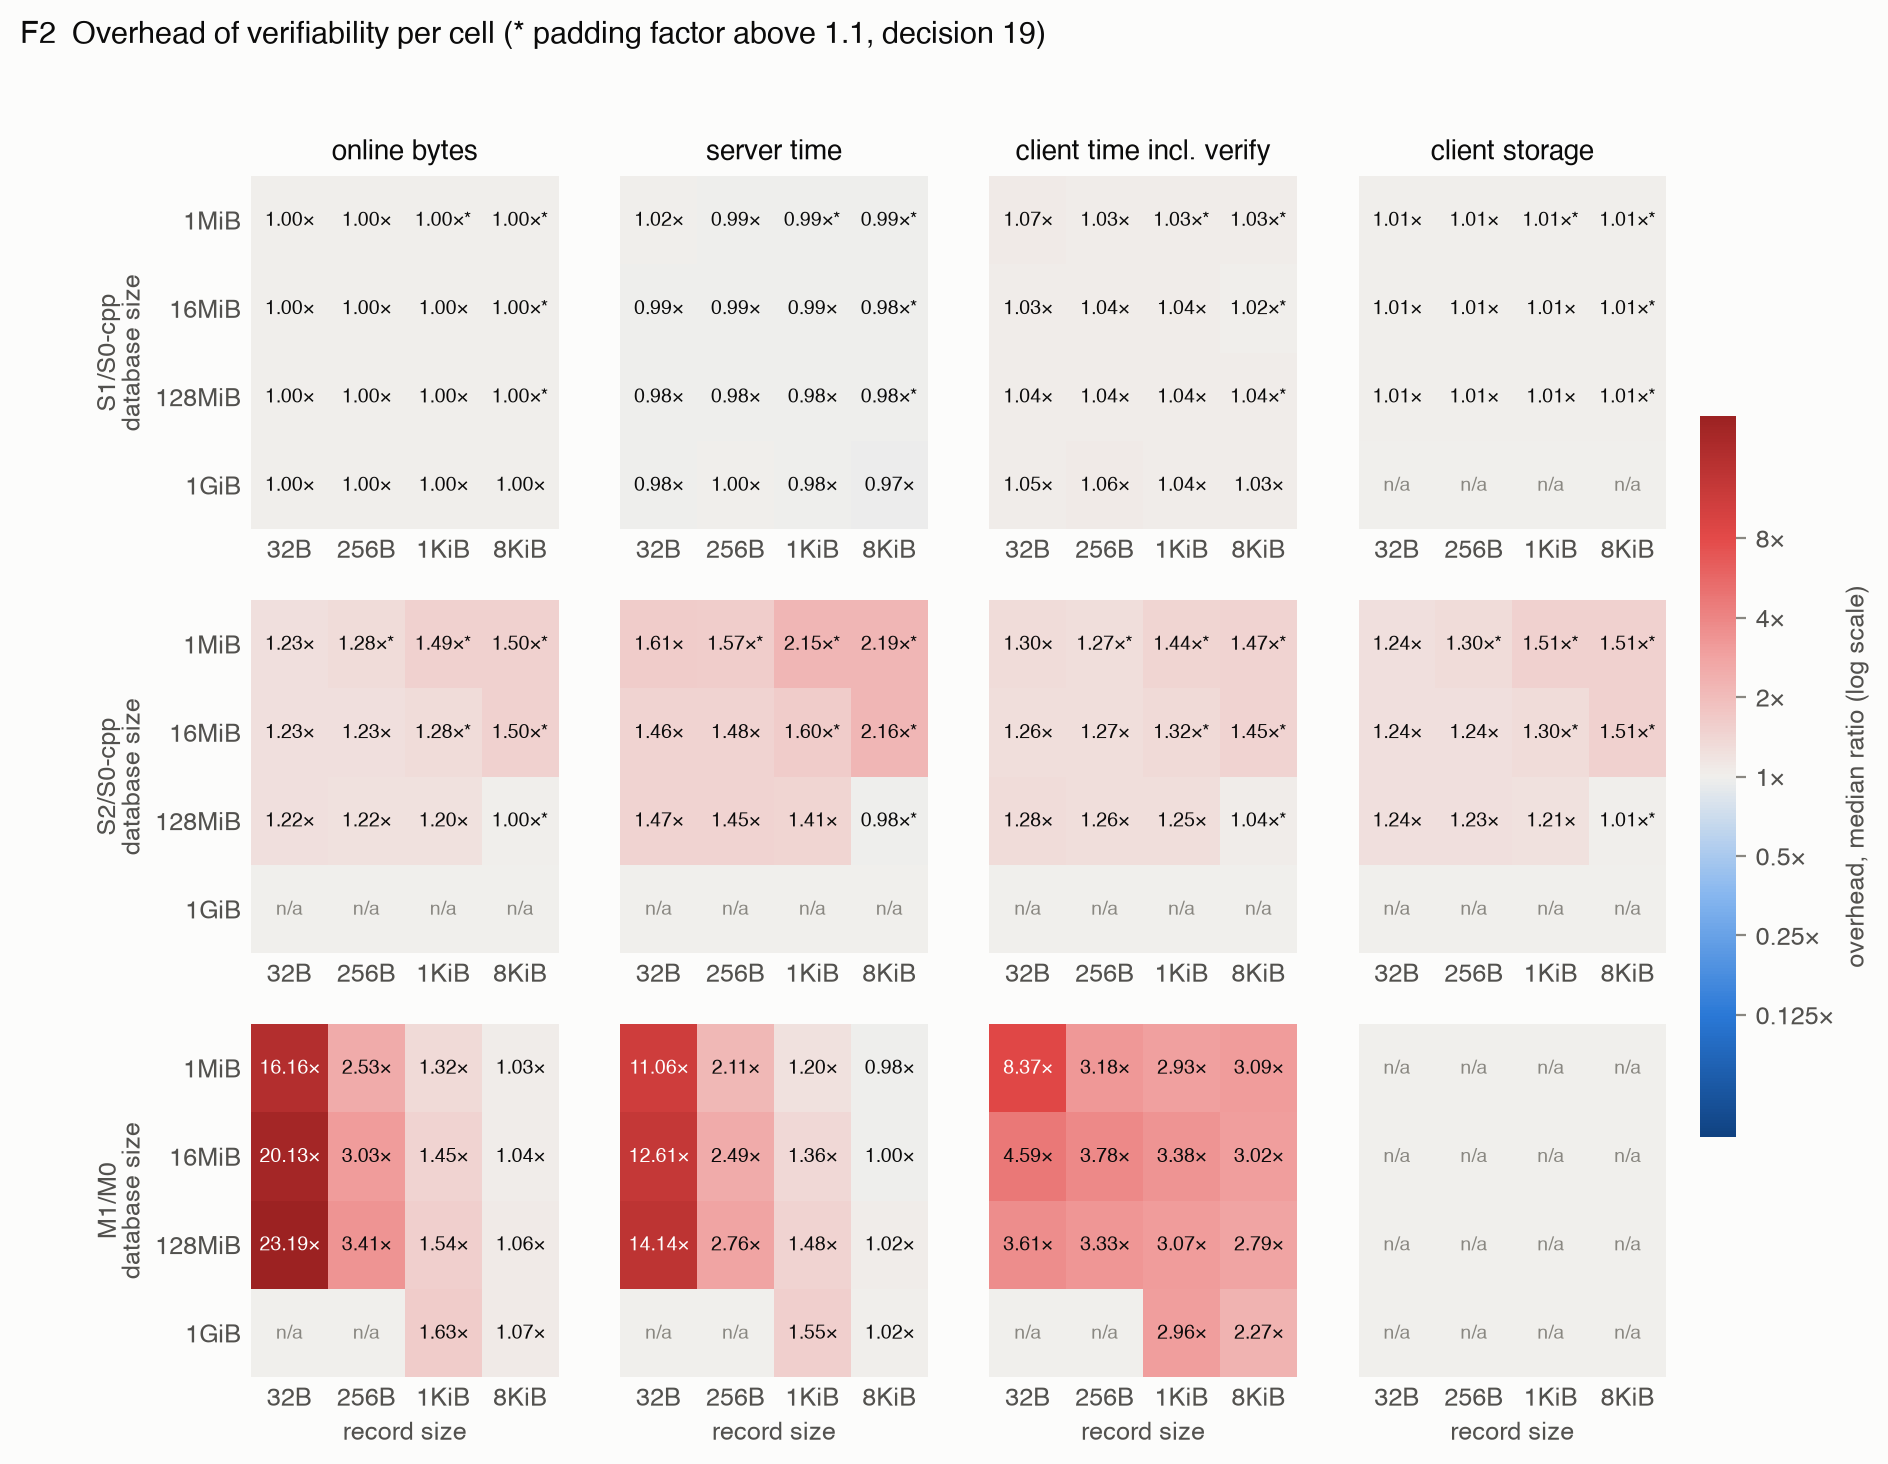 F2 Overhead of verifiability per cell (* padding factor above 1.1, decision 19)
online bytes server time client time incl. verify client storage
S1/S0-cpp
database size
1MiB 1.00× 1.00× 1.00×* 1.00×* 1.02× 0.99× 0.99×* 0.99×* 1.07× 1.03× 1.03×* 1.03×* 1.01× 1.01× 1.01×* 1.01×*
16MiB 1.00× 1.00× 1.00× 1.00×* 0.99× 0.99× 0.99× 0.98×* 1.03× 1.04× 1.04× 1.02×* 1.01× 1.01× 1.01× 1.01×*
128MiB 1.00× 1.00× 1.00× 1.00×* 0.98× 0.98× 0.98× 0.98×* 1.04× 1.04× 1.04× 1.04×* 1.01× 1.01× 1.01× 1.01×*
1GiB 1.00× 1.00× 1.00× 1.00× 0.98× 1.00× 0.98× 0.97× 1.05× 1.06× 1.04× 1.03× n/a n/a n/a n/a
32B 256B 1KiB 8KiB 32B 256B 1KiB 8KiB 32B 256B 1KiB 8KiB 32B 256B 1KiB 8KiB
S2/S0-cpp
database size
1MiB 1.23× 1.28×* 1.49×* 1.50×* 1.61× 1.57×* 2.15×* 2.19×* 1.30× 1.27×* 1.44×* 1.47×* 1.24× 1.30×* 1.51×* 1.51×*
16MiB 1.23× 1.23× 1.28×* 1.50×* 1.46× 1.48× 1.60×* 2.16×* 1.26× 1.27× 1.32×* 1.45×* 1.24× 1.24× 1.30×* 1.51×*
128MiB 1.22× 1.22× 1.20× 1.00×* 1.47× 1.45× 1.41× 0.98×* 1.28× 1.26× 1.25× 1.04×* 1.24× 1.23× 1.21× 1.01×*
1GiB n/a n/a n/a n/a n/a n/a n/a n/a n/a n/a n/a n/a n/a n/a n/a n/a
32B 256B 1KiB 8KiB 32B 256B 1KiB 8KiB 32B 256B 1KiB 8KiB 32B 256B 1KiB 8KiB
M1/M0
database size
1MiB 16.16× 2.53× 1.32× 1.03× 11.06× 2.11× 1.20× 0.98× 8.37× 3.18× 2.93× 3.09× n/a n/a n/a n/a
16MiB 20.13× 3.03× 1.45× 1.04× 12.61× 2.49× 1.36× 1.00× 4.59× 3.78× 3.38× 3.02× n/a n/a n/a n/a
128MiB 23.19× 3.41× 1.54× 1.06× 14.14× 2.76× 1.48× 1.02× 3.61× 3.33× 3.07× 2.79× n/a n/a n/a n/a
1GiB n/a n/a 1.63× 1.07× n/a n/a 1.55× 1.02× n/a n/a 2.96× 2.27× n/a n/a n/a n/a
32B 256B 1KiB 8KiB 32B 256B 1KiB 8KiB 32B 256B 1KiB 8KiB 32B 256B 1KiB 8KiB
record size record size record size record size
8×
4×
2×
1×
0.5×
0.25×
0.125×
overhead, median ratio (log scale)